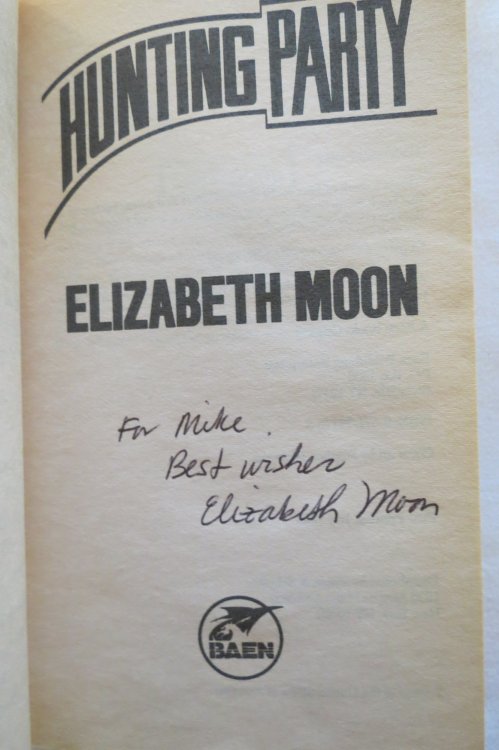 HUNTING PARTY
ELIZABETH MOON
For Mike.
Best wishes
Elizabeth Moon
BAEN